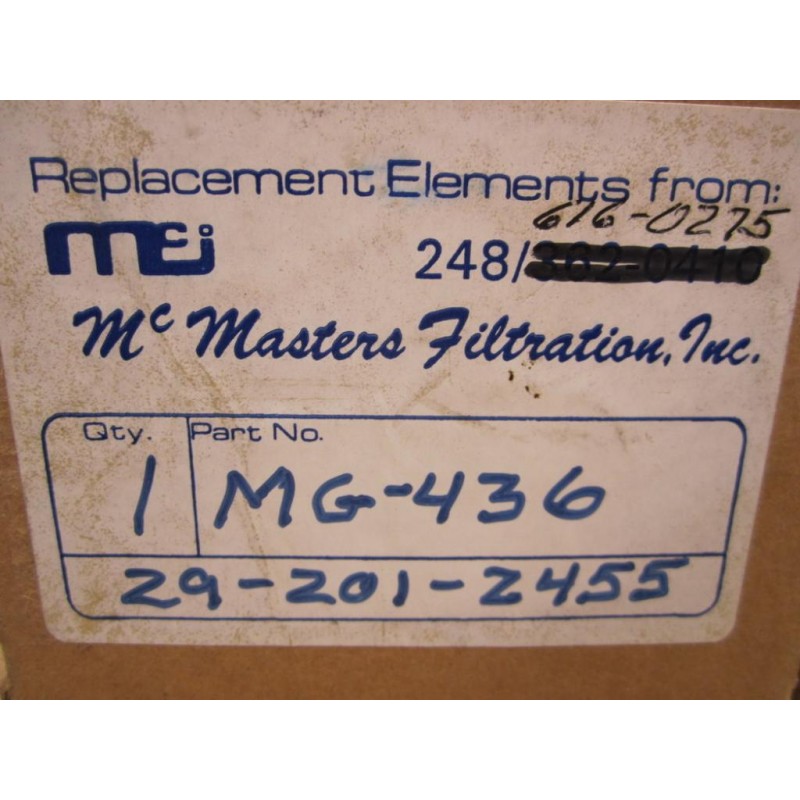 Replacement Elements from:
676-0275
mcj 248/362-0410
Mc Masters Filtration, Inc.
Qty. Part No.
1 MG-436
29-201-2455